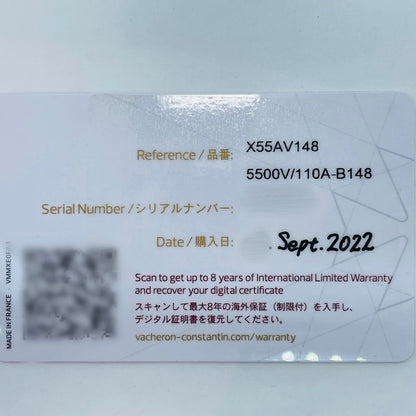 Reference / 品番: X55AV148
5500V/110A-B148
Serial Number / シリアルナンバー:
Date / 購入日: Sept. 2022
Scan to get up to 8 years of International Limited Warranty
and recover your digital certificate
スキャンして最大8年の海外保証（制限付）を入手し、
デジタル証明書を復元してください。
vacheron-constantin.com/warranty
MADE IN FRANCE -